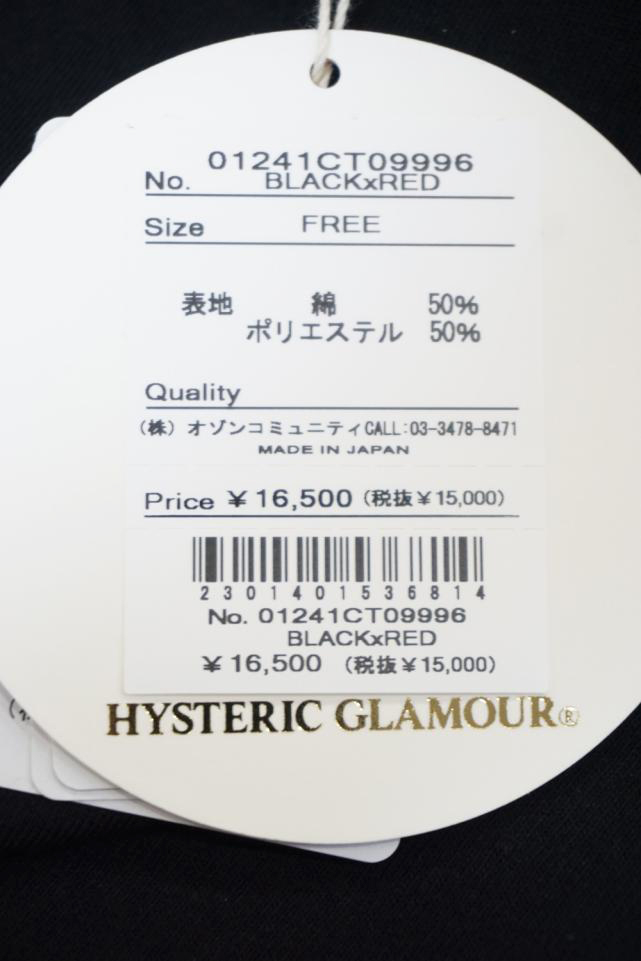 01241CT09996
No. BLACKxRED
Size FREE
表地 綿 50%
ポリエステル 50%
Quality
(株) オゾンコミュニティCALL:03-3478-8471
MADE IN JAPAN
Price ¥16,500 (税抜¥15,000)
2301401536814
No. 01241CT09996
BLACKxRED
¥16,500 (税抜¥15,000)
HYSTERIC GLAMOUR®